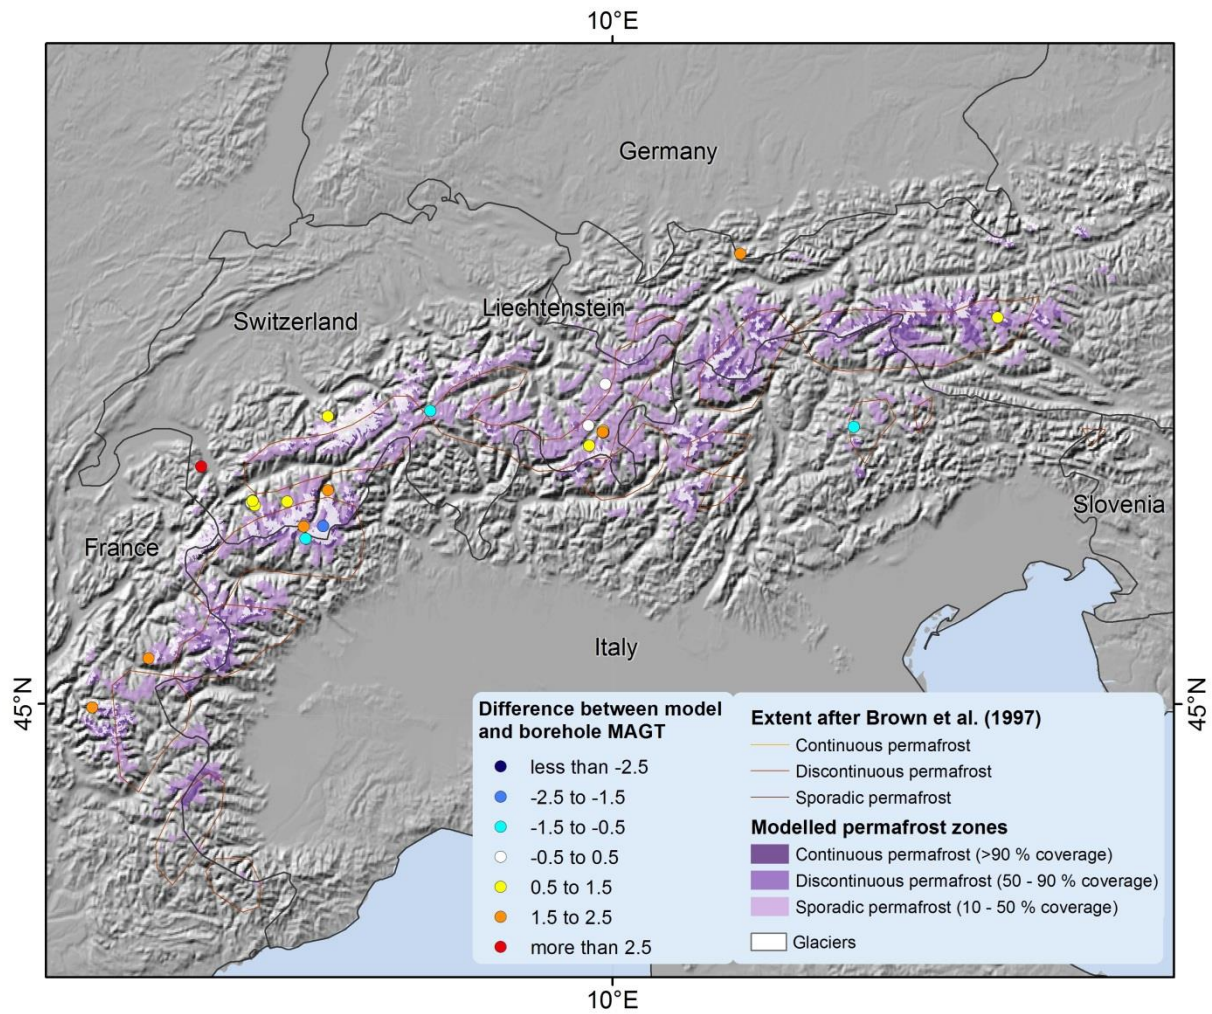 10°E
Germany
Liechtenstein
Switzerland
Slovenia
France
Italy
45°N
45°N
Difference between model
and borehole MAGT
less than -2.5
-2.5 to -1.5
-1.5 to -0.5
-0.5 to 0.5
0.5 to 1.5
1.5 to 2.5
more than 2.5
Extent after Brown et al. (1997)
Continuous permafrost
Discontinuous permafrost
Sporadic permafrost
Modelled permafrost zones
Continuous permafrost (>90 % coverage)
Discontinuous permafrost (50 - 90 % coverage)
Sporadic permafrost (10 - 50 % coverage)
Glaciers
10°E